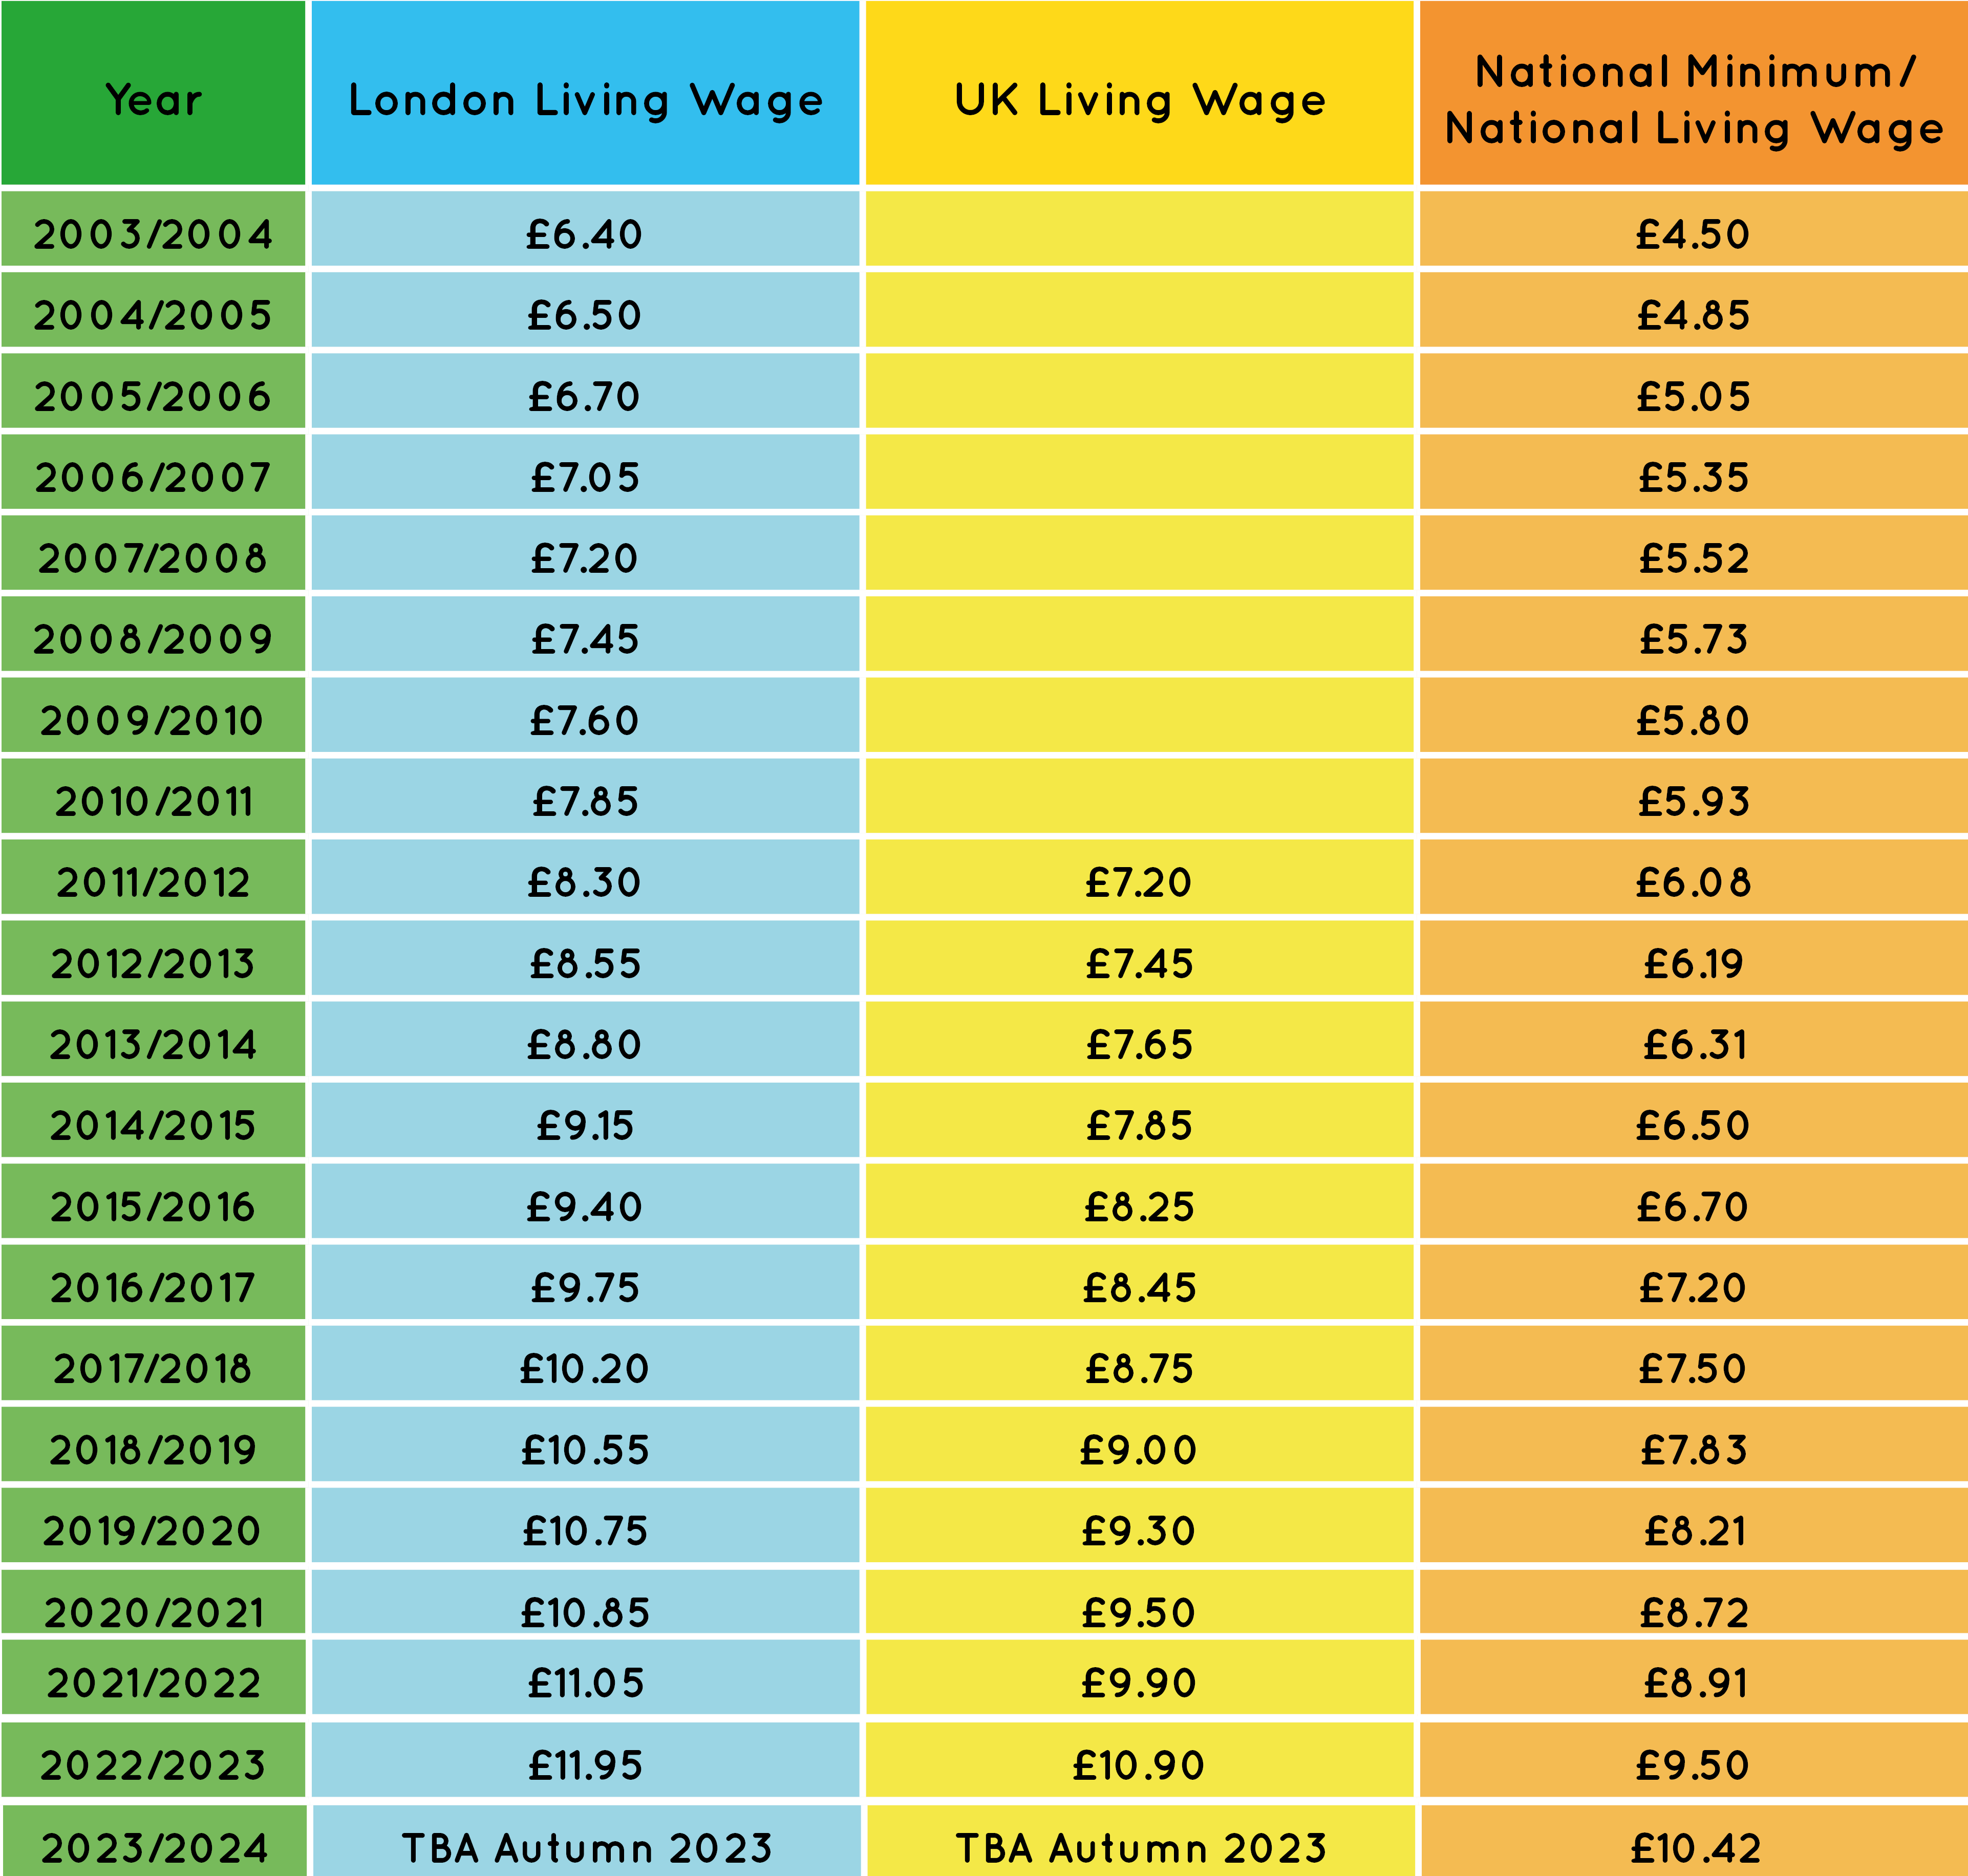 Year London Living Wage UK Living Wage National Minimum/
National Living Wage
2003/2004 £6.40 £4.50
2004/2005 £6.50 £4.85
2005/2006 £6.70 £5.05
2006/2007 £7.05 £5.35
2007/2008 £7.20 £5.52
2008/2009 £7.45 £5.73
2009/2010 £7.60 £5.80
2010/2011 £7.85 £5.93
2011/2012 £8.30 £7.20 £6.08
2012/2013 £8.55 £7.45 £6.19
2013/2014 £8.80 £7.65 £6.31
2014/2015 £9.15 £7.85 £6.50
2015/2016 £9.40 £8.25 £6.70
2016/2017 £9.75 £8.45 £7.20
2017/2018 £10.20 £8.75 £7.50
2018/2019 £10.55 £9.00 £7.83
2019/2020 £10.75 £9.30 £8.21
2020/2021 £10.85 £9.50 £8.72
2021/2022 £11.05 £9.90 £8.91
2022/2023 £11.95 £10.90 £9.50
2023/2024 TBA Autumn 2023 TBA Autumn 2023 £10.42